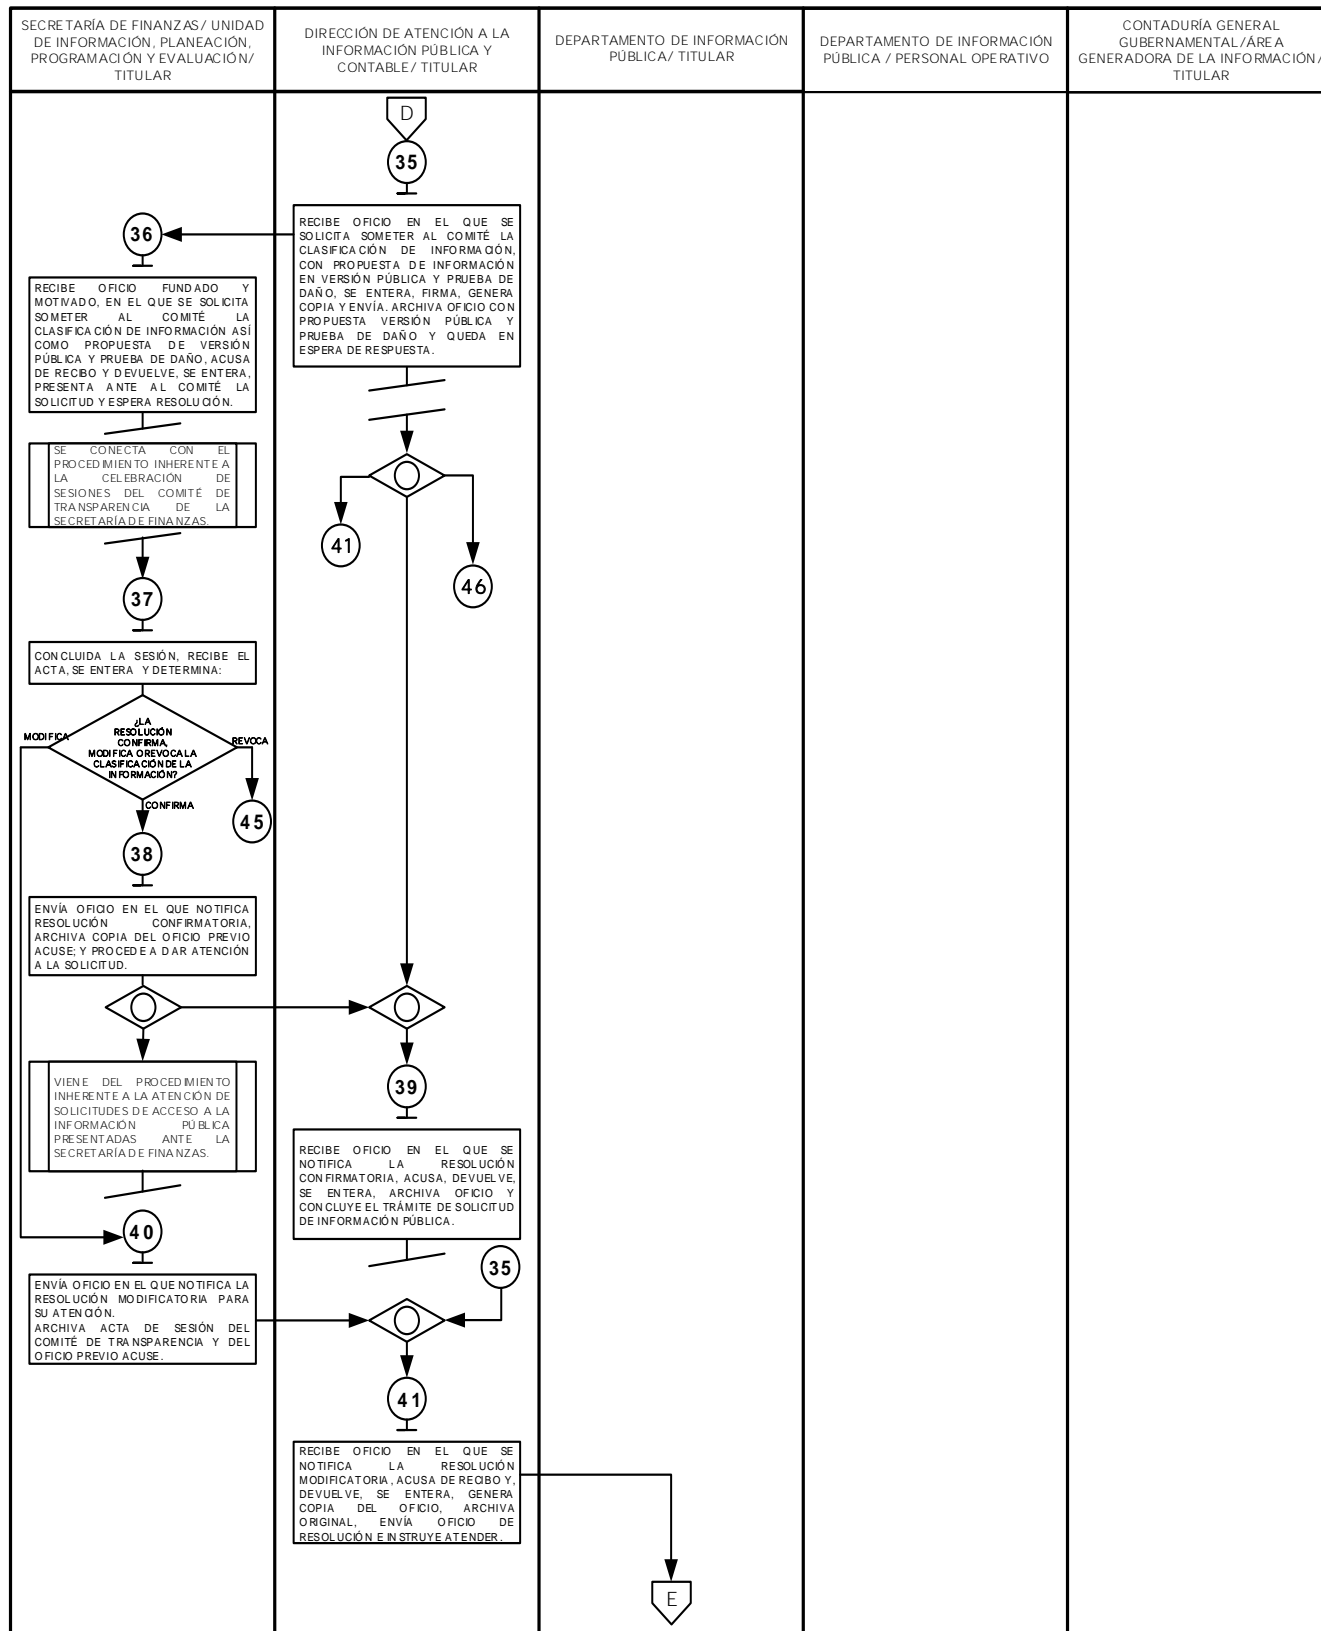 SECRETARÍA DE FINANZAS/ UNIDAD
DE INFORMACIÓN, PLANEACIÓN,
PROGRAMACIÓN Y EVALUACIÓN/
TITULAR
DIRECCIÓN DE ATENCIÓN A LA
INFORMACIÓN PÚBLICA Y
CONTABLE/ TITULAR
DEPARTAMENTO DE INFORMACIÓN
PÚBLICA/ TITULAR
DEPARTAMENTO DE INFORMACIÓN
PÚBLICA / PERSONAL OPERATIVO
CONTADURÍA GENERAL
GUBERNAMENTAL/ÁREA
GENERADORA DE LA INFORMACIÓN/
TITULAR
D
35
RECIBE OFICIO EN EL QUE SE
SOLICITA SOMETER AL COMITÉ LA
CLASIFICACIÓN DE INFORMACIÓN,
CON PROPUESTA DE INFORMACIÓN
EN VERSIÓN PÚBLICA Y PRUEBA DE
DAÑO, SE ENTERA, FIRMA, GENERA
COPIA Y ENVÍA. ARCHIVA OFICIO CON
PROPUESTA VERSIÓN PÚBLICA Y
PRUEBA DE DAÑO Y QUEDA EN
ESPERA DE RESPUESTA.
36
RECIBE OFICIO FUNDADO Y
MOTIVADO, EN EL QUE SE SOLICITA
SOMETER AL COMITÉ LA
CLASIFICACIÓN DE INFORMACIÓN ASÍ
COMO PROPUESTA DE VERSIÓN
PÚBLICA Y PRUEBA DE DAÑO, ACUSA
DE RECIBO Y DEVUELVE, SE ENTERA,
PRESENTA ANTE AL COMITÉ LA
SOLICITUD Y ESPERA RESOLUCIÓN.
SE CONECTA CON EL
PROCEDIMIENTO INHERENTE A
LA CELEBRACIÓN DE
SESIONES DEL COMITÉ DE
TRANSPARENCIA DE LA
SECRETARÍA DE FINANZAS.
41
46
37
CONCLUIDA LA SESIÓN, RECIBE EL
ACTA, SE ENTERA Y DETERMINA:
¿LA
RESOLUCIÓN
CONFIRMA,
MODIFICA O REVOCA LA
CLASIFICACIÓN DE LA
INFORMACIÓN?
MODIFICA
REVOCA
CONFIRMA
45
38
ENVÍA OFICIO EN EL QUE NOTIFICA
RESOLUCIÓN CONFIRMATORIA,
ARCHIVA COPIA DEL OFICIO PREVIO
ACUSE; Y PROCEDE A DAR ATENCIÓN
A LA SOLICITUD.
VIENE DEL PROCEDIMIENTO
INHERENTE A LA ATENCIÓN DE
SOLICITUDES DE ACCESO A LA
INFORMACIÓN PÚBLICA
PRESENTADAS ANTE LA
SECRETARÍA DE FINANZAS.
39
RECIBE OFICIO EN EL QUE SE
NOTIFICA LA RESOLUCIÓN
CONFIRMATORIA, ACUSA, DEVUELVE,
SE ENTERA, ARCHIVA OFICIO Y
CONCLUYE EL TRÁMITE DE SOLICITUD
DE INFORMACIÓN PÚBLICA.
40
35
ENVÍA OFICIO EN EL QUE NOTIFICA LA
RESOLUCIÓN MODIFICATORIA PARA
SU ATENCIÓN.
ARCHIVA ACTA DE SESIÓN DEL
COMITÉ DE TRANSPARENCIA Y DEL
OFICIO PREVIO ACUSE.
41
RECIBE OFICIO EN EL QUE SE
NOTIFICA LA RESOLUCIÓN
MODIFICATORIA, ACUSA DE RECIBO Y,
DEVUELVE, SE ENTERA, GENERA
COPIA DEL OFICIO, ARCHIVA
ORIGINAL, ENVÍA OFICIO DE
RESOLUCIÓN E INSTRUYE ATENDER.
E